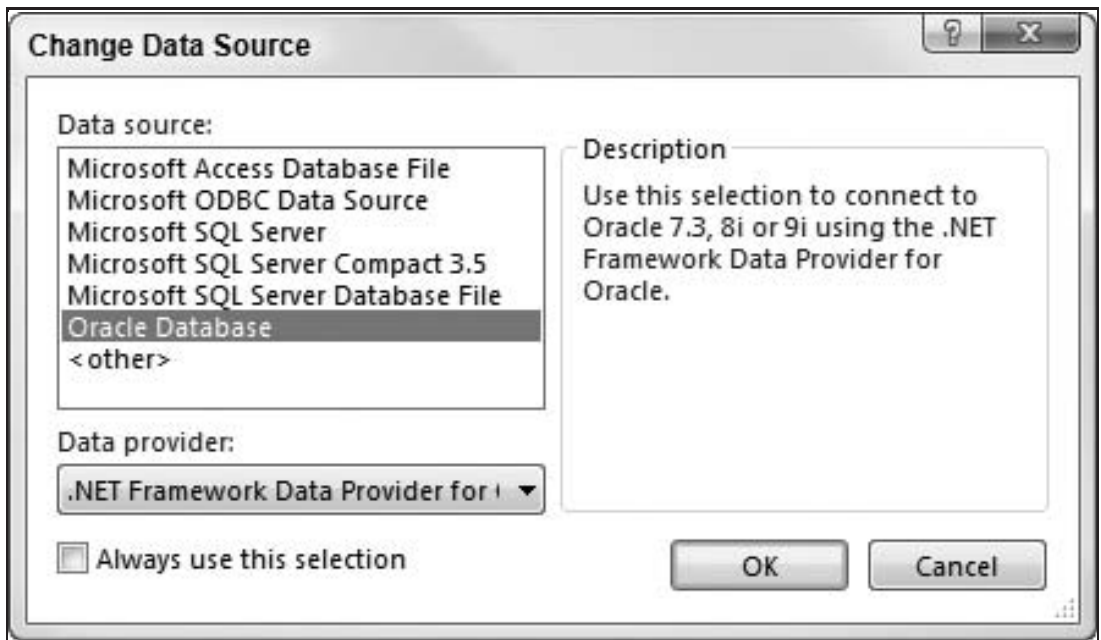 Change Data Source
Data source:
Microsoft Access Database File
Microsoft ODBC Data Source
Microsoft SQL Server
Microsoft SQL Server Compact 3.5
Microsoft SQL Server Database File
Oracle Database
<other>
Data provider:
.NET Framework Data Provider for
Always use this selection
Description
Use this selection to connect to
Oracle 7.3, 8i or 9i using the .NET
Framework Data Provider for
Oracle.
OK
Cancel